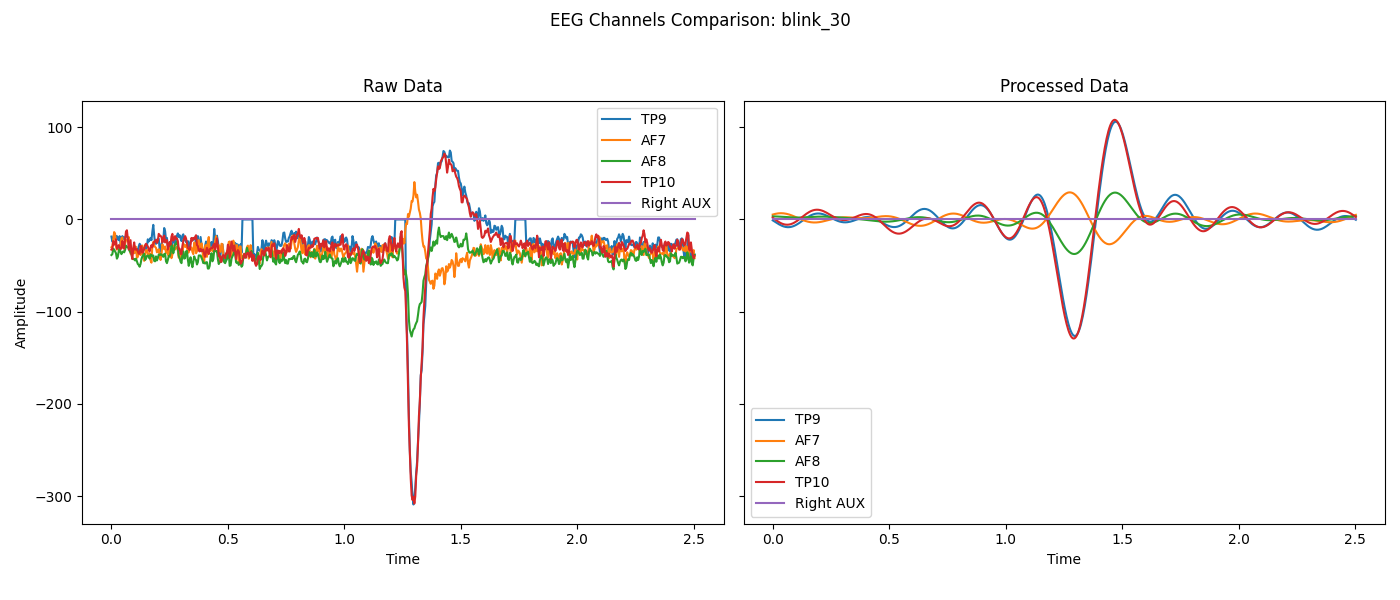 EEG Channels Comparison: blink_30
Raw Data
Amplitude
100
0
−100
−200
−300
TP9
AF7
AF8
TP10
Right AUX
0.0 0.5 1.0 1.5 2.0 2.5
Time
Processed Data
TP9
AF7
AF8
TP10
Right AUX
0.0 0.5 1.0 1.5 2.0 2.5
Time